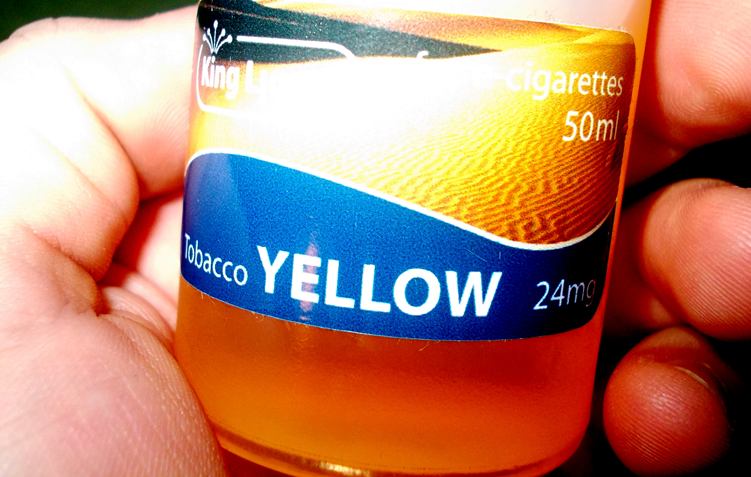 King
-cigarettes
50ml
Tobacco YELLOW 24mg